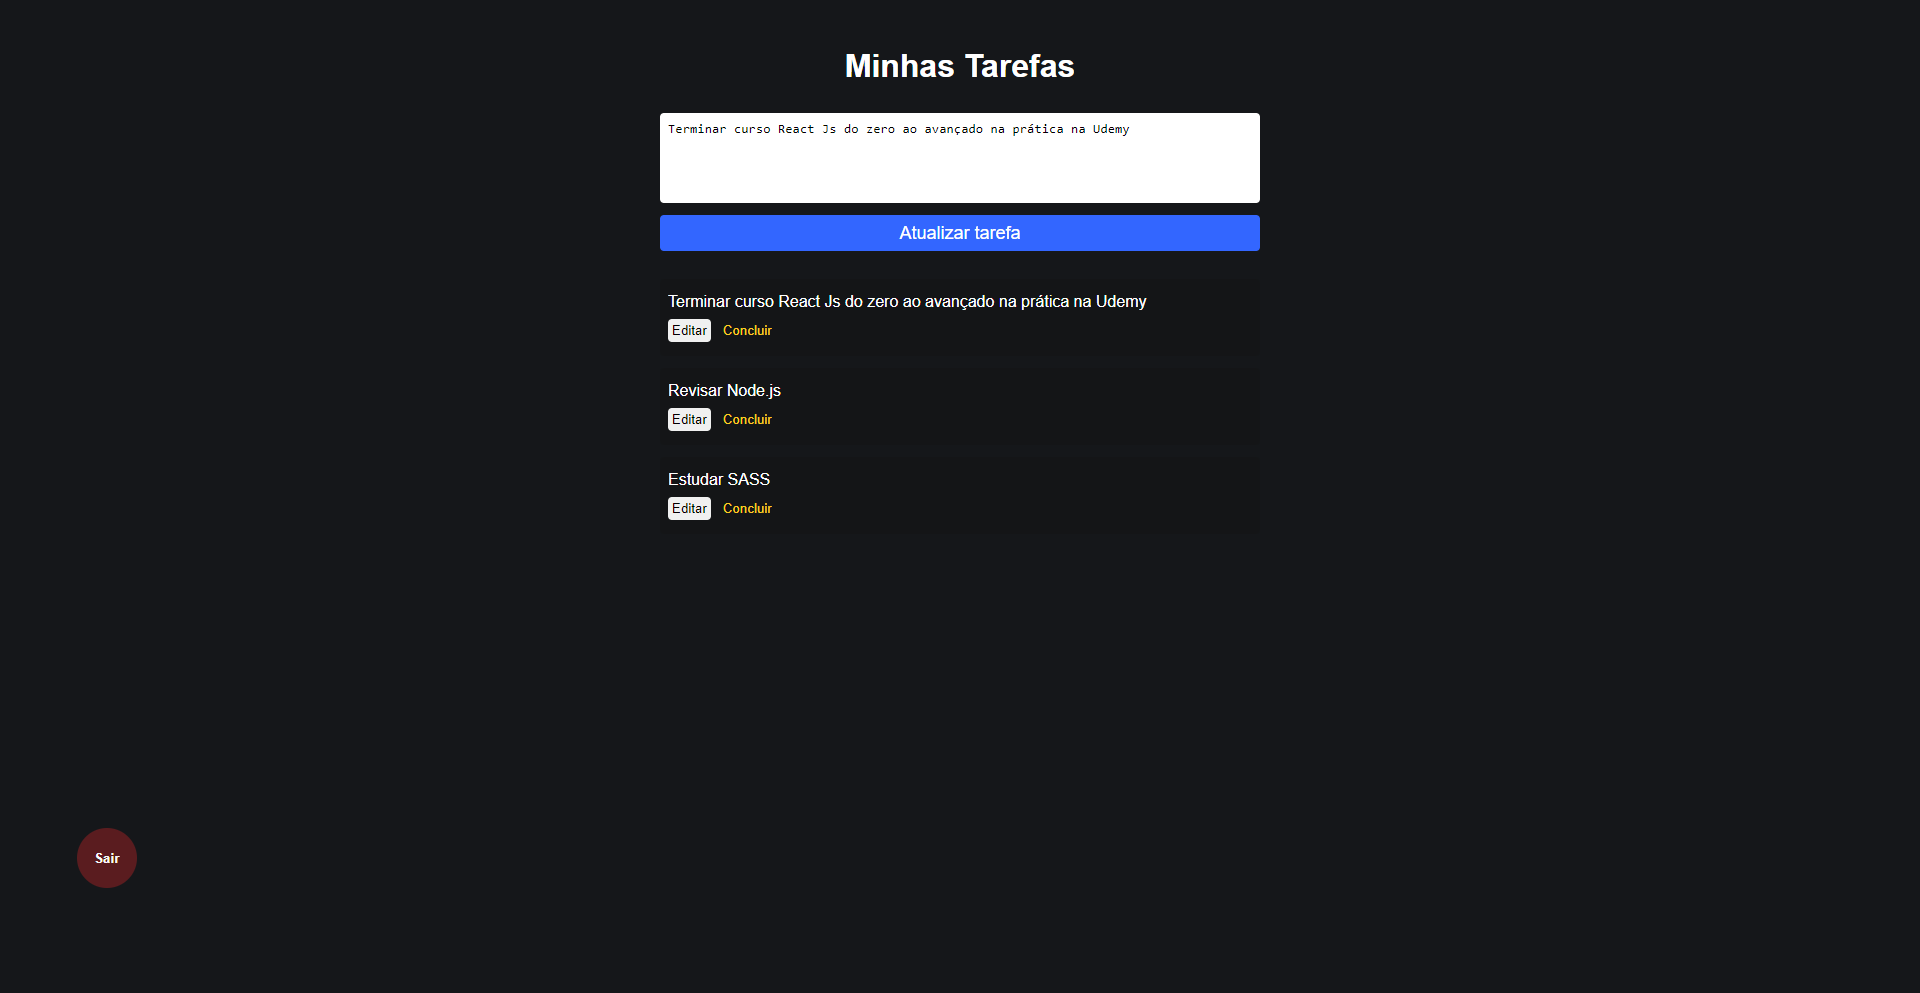 Minhas Tarefas
Terminar curso React Js do zero ao avançado na prática na Udemy
Atualizar tarefa
Terminar curso React Js do zero ao avançado na prática na Udemy
Editar Concluir
Revisar Node.js
Editar Concluir
Estudar SASS
Editar Concluir
Sair